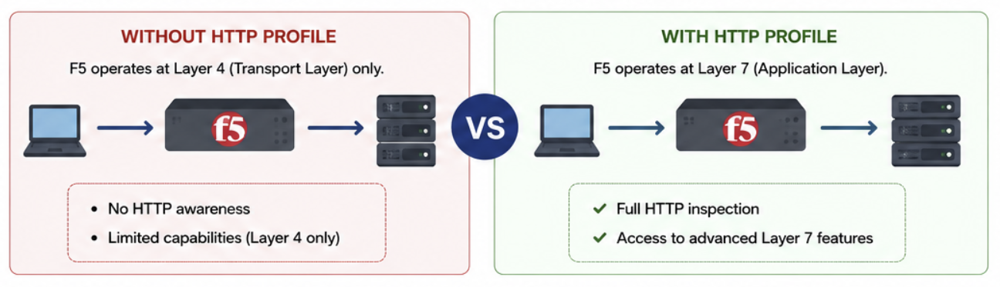 WITHOUT HTTP PROFILE
F5 operates at Layer 4 (Transport Layer) only.
f5
• No HTTP awareness
• Limited capabilities (Layer 4 only)
VS
WITH HTTP PROFILE
F5 operates at Layer 7 (Application Layer).
f5
✔ Full HTTP inspection
✔ Access to advanced Layer 7 features